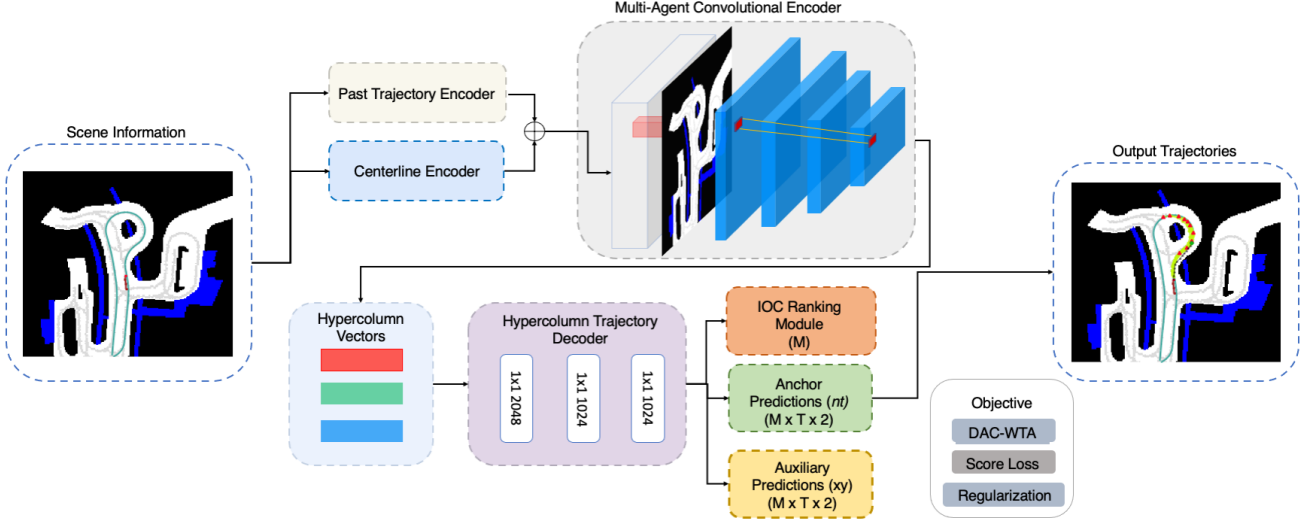 Multi-Agent Convolutional Encoder
Past Trajectory Encoder
Scene Information
Centerline Encoder
Output Trajectories
Hypercolumn
Vectors
Hypercolumn Trajectory
Decoder
1x1 2048
1x1 1024
1x1 1024
IOC Ranking
Module
(M)
Anchor
Predictions (nt)
(M x T x 2)
Auxiliary
Predictions (xy)
(M x T x 2)
Objective
DAC-WTA
Score Loss
Regularization